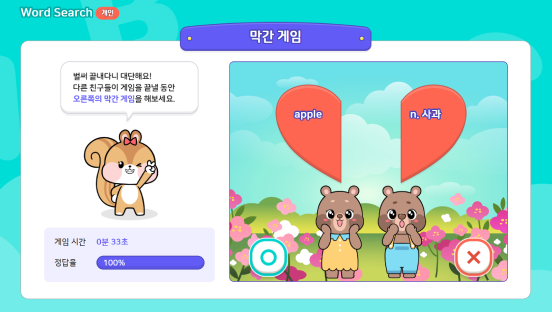 Word Search 개인
막간 게임
벌써 끝내다니 대단해요!
다른 친구들이 게임을 끝낼 동안
오른쪽의 막간 게임을 해보세요.
apple
n. 사과
게임 시간 0분 33초
정답률 100%